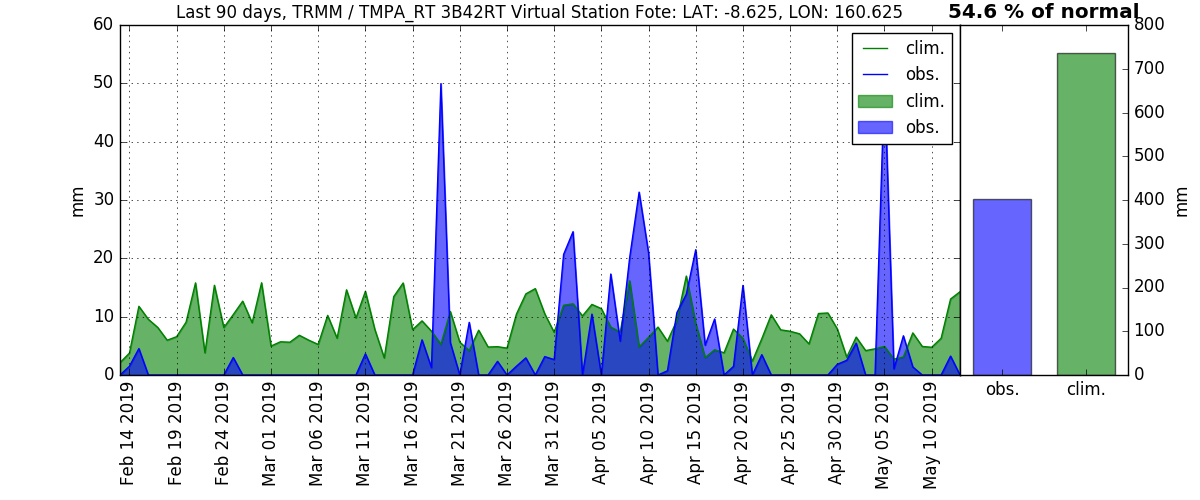 Last 90 days, TRMM / TMPA_RT 3B42RT Virtual Station Fote: LAT: -8.625, LON: 160.625
54.6 % of normal
60
50
40
30
20
10
0
mm
clim.
obs.
clim.
obs.
Feb 14 2019
Feb 19 2019
Feb 24 2019
Mar 01 2019
Mar 06 2019
Mar 11 2019
Mar 16 2019
Mar 21 2019
Mar 26 2019
Mar 31 2019
Apr 05 2019
Apr 10 2019
Apr 15 2019
Apr 20 2019
Apr 25 2019
Apr 30 2019
May 05 2019
May 10 2019
800
700
600
500
400
300
200
100
0
mm
obs.
clim.